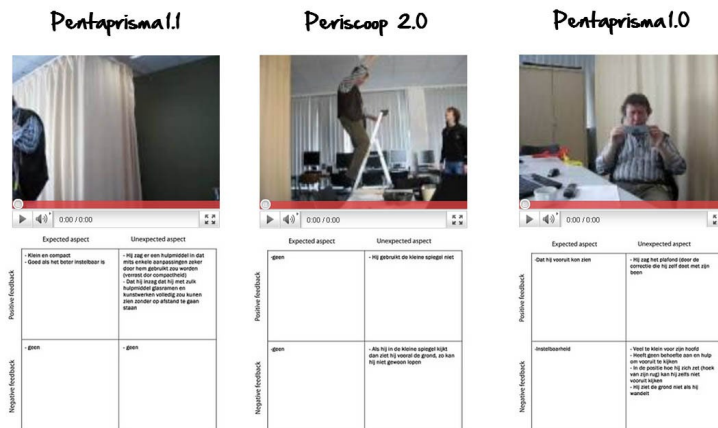 Pentaprisma1.1
0:00 / 0:00
Expected aspect
Unexpected aspect
Positive feedback
- Klein en compact
- Goed als het beter instelbaar is
- Hij zag er een hulpmiddel in dat
mits enkele aanpassingen zeker
door hem gebruikt zou worden
(verrast dor compactheid)
- Dat hij inzag dat hij met zulk
hulpmiddel glasramen en
kunstwerken volledig zou kunen
zien zonder op afstand te gaan
staan
Negative feedback
- geen
- geen
Periscoop 2.0
0:00 / 0:00
Expected aspect
Unexpected aspect
Positive feedback
-geen
- Hij gebruikt de kleine spiegel niet
Negative feedback
-geen
- Als hij in de kleine spiegel kijkt
dan ziet hij vooral de grond, zo kan
hij niet gewoon lopen
Pentaprisma1.0
0:00 / 0:00
Expected aspect
Unexpected aspect
Positive feedback
-Dat hij vooruit kon zien
- Hij zag het plafond (door de
correctie die hij zelf doet met zijn
been)
Negative feedback
-Instelbaarheid
- Veel te klein voor zijn hoofd
- Heeft geen behoefte aan en hulp
om vooruit te kijken
- In de positie hoe hij zich zet (hoek
van zijn rug) kan hij zelfs niet
vooruit kijken
- Hij ziet de grond niet als hij
wandelt